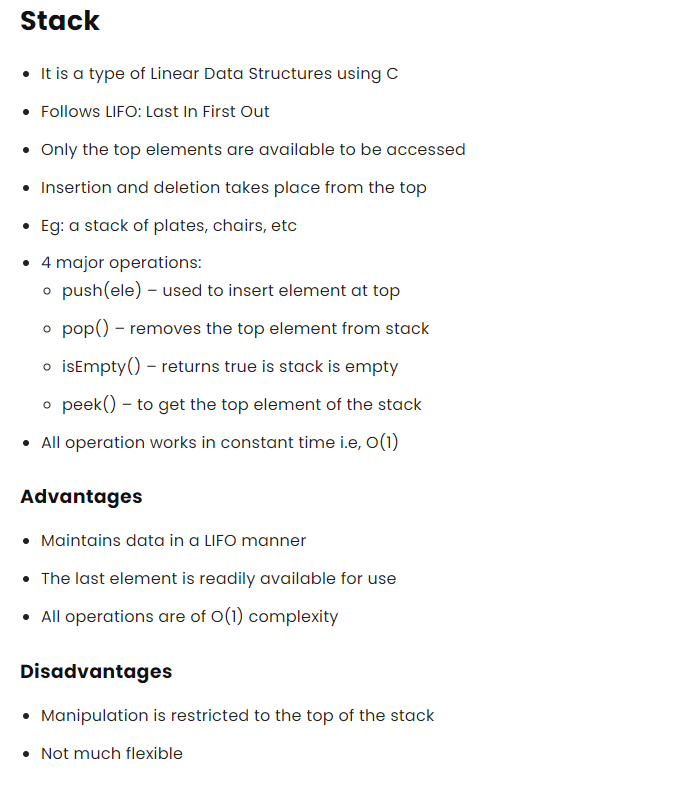 Stack
It is a type of Linear Data Structures using C
Follows LIFO: Last In First Out
Only the top elements are available to be accessed
Insertion and deletion takes place from the top
Eg: a stack of plates, chairs, etc
4 major operations:
push(ele) – used to insert element at top
pop() – removes the top element from stack
isEmpty() – returns true is stack is empty
peek() – to get the top element of the stack
All operation works in constant time i.e, O(1)
Advantages
Maintains data in a LIFO manner
The last element is readily available for use
All operations are of O(1) complexity
Disadvantages
Manipulation is restricted to the top of the stack
Not much flexible